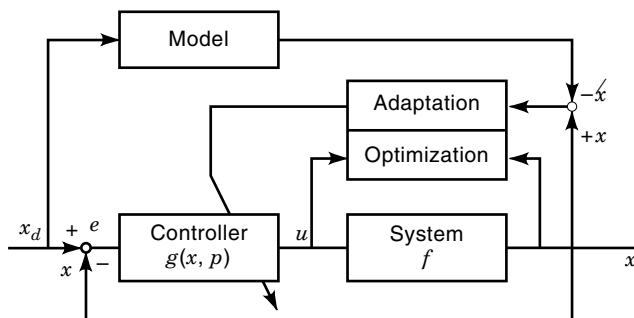 Model
Adaptation
−x́
+x
Optimization
x_d
+
e
Controller
g(x, p)
u
System
f
x
−
x